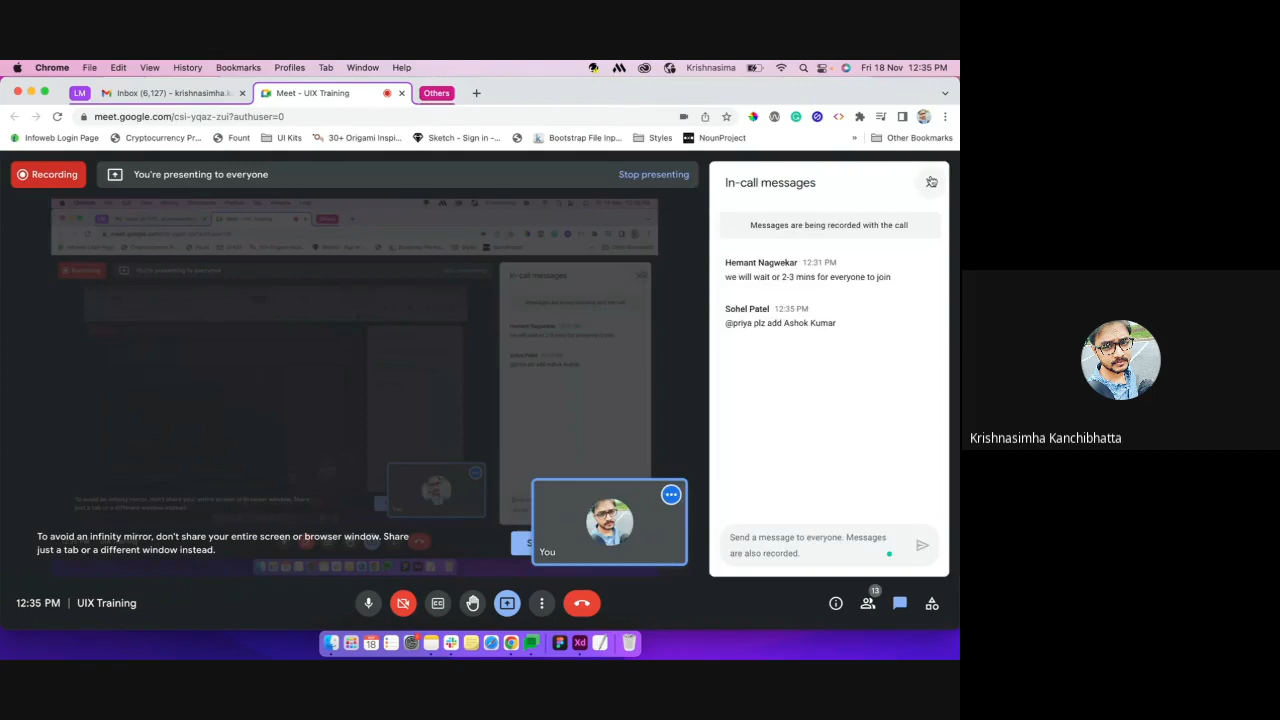 Chrome File Edit View History Bookmarks Profiles Tab Window Help
Krishnasima Fri 18 Nov 12:35 PM
LM Inbox (6,127) - krishnasimha.k Meet - UIX Training Others
meet.google.com/csi-yqaz-zui?authuser=0
Infoweb Login Page Cryptocurrency Pr... Fount UI Kits 30+ Origami Inspi... Sketch - Sign in -... Bootstrap File Inp... Styles NounProject » Other Bookmarks
Recording You're presenting to everyone Stop presenting
In-call messages
Messages are being recorded with the call
Hemant Nagwekar 12:31 PM
we will wait or 2-3 mins for everyone to join
Sohel Patel 12:35 PM
@priya plz add Ashok Kumar
Send a message to everyone. Messages
are also recorded.
To avoid an infinity mirror, don't share your entire screen or browser window. Share
just a tab or a different window instead.
You
12:35 PM | UIX Training
13
NOV
18
Xd
Krishnasimha Kanchibhatta